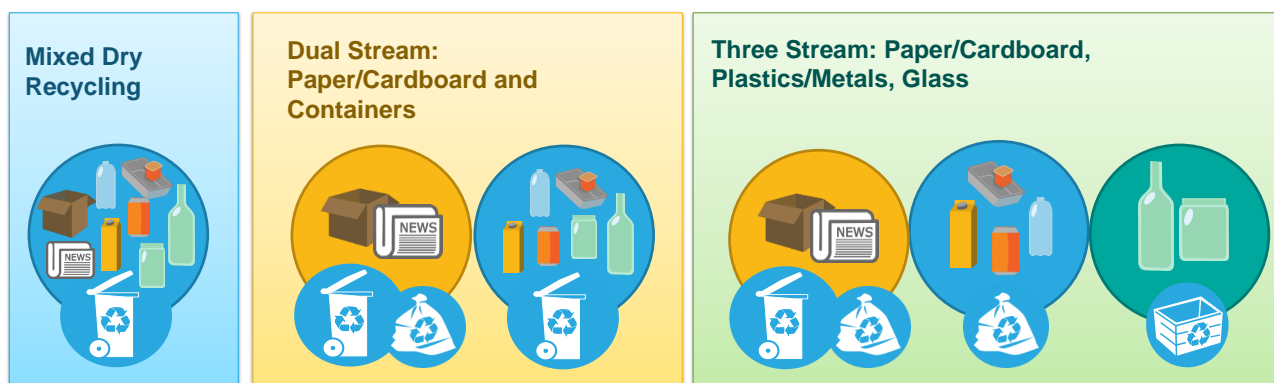 Mixed Dry
Recycling
NEWS
Dual Stream:
Paper/Cardboard and
Containers
NEWS
Three Stream: Paper/Cardboard,
Plastics/Metals, Glass
NEWS